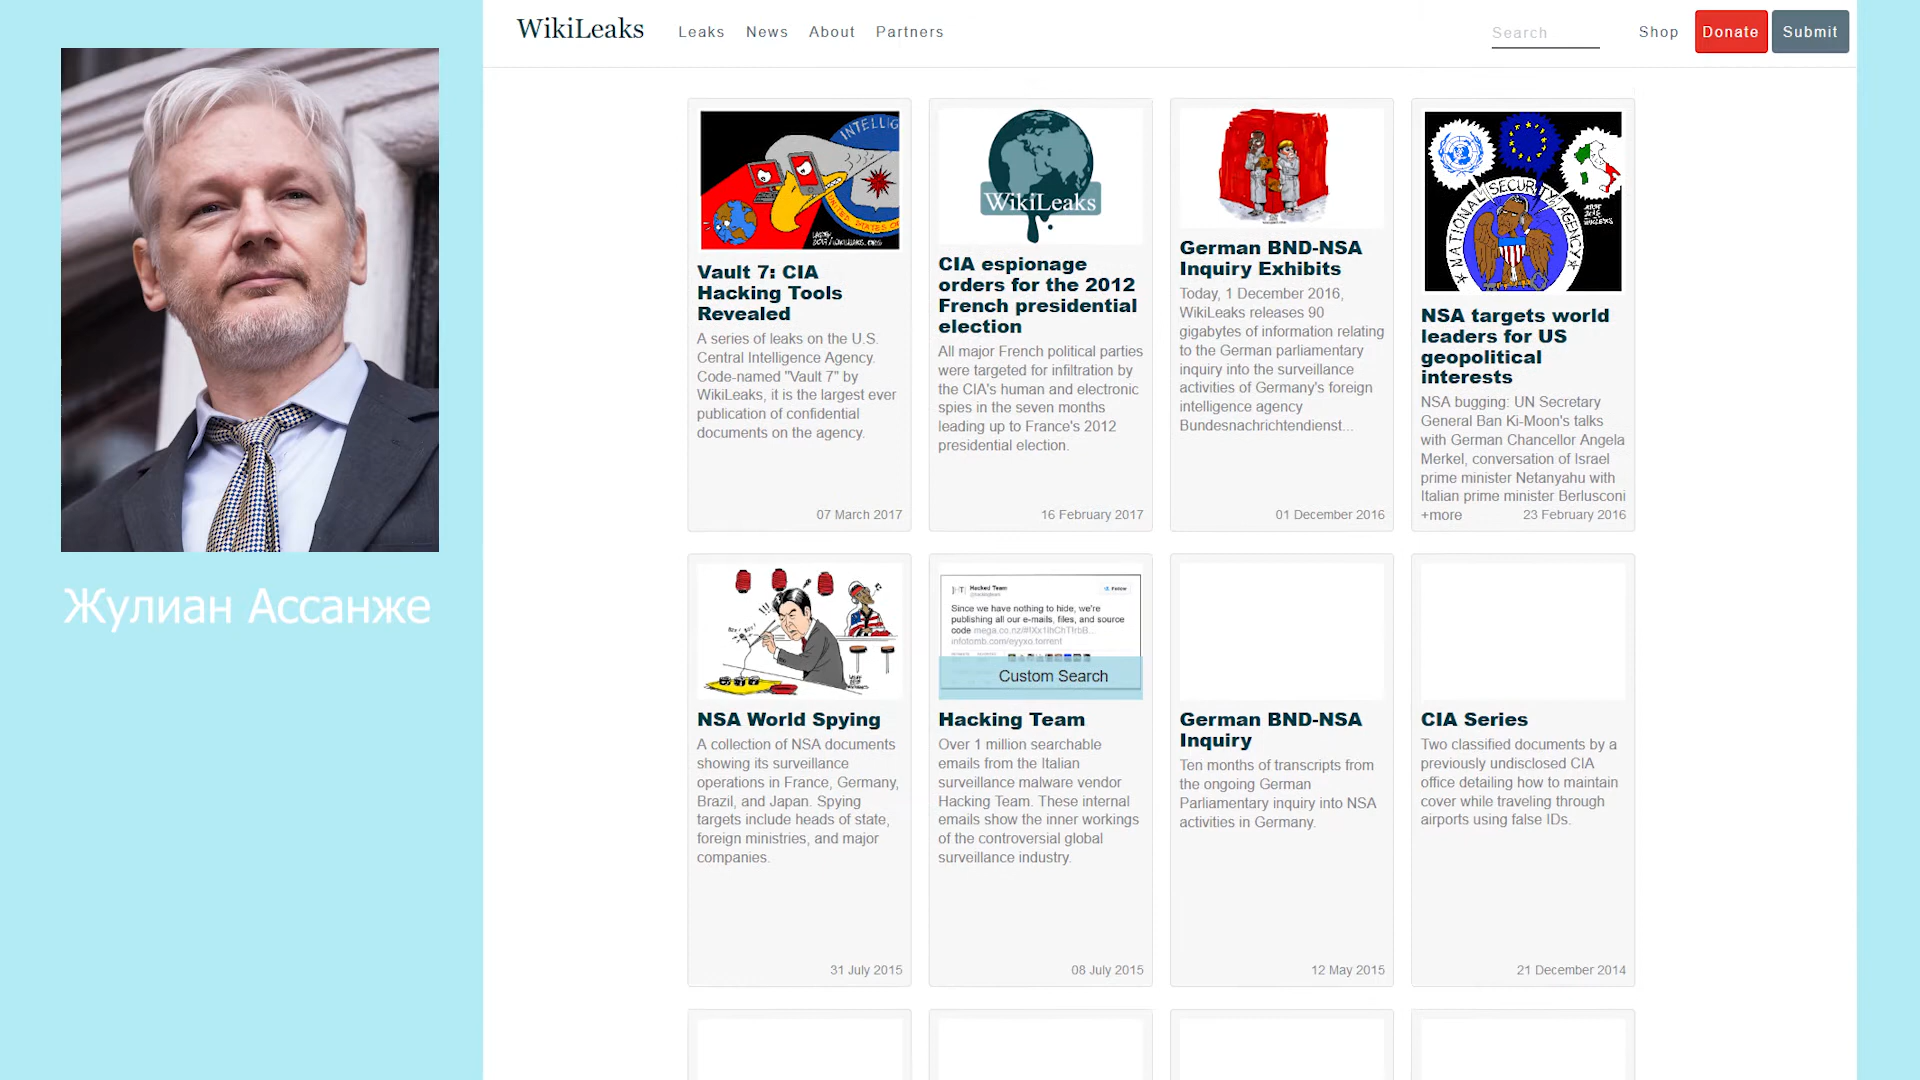 Жулиан Ассанже
WikiLeaks
Leaks
News
About
Partners
Search
Shop
Donate
Submit
Vault 7: CIA
Hacking Tools
Revealed
A series of leaks on the U.S.
Central Intelligence Agency.
Code-named "Vault 7" by
WikiLeaks, it is the largest ever
publication of confidential
documents on the agency.
07 March 2017
WikiLeaks
CIA espionage
orders for the 2012
French presidential
election
All major French political parties
were targeted for infiltration by
the CIA's human and electronic
spies in the seven months
leading up to France's 2012
presidential election.
16 February 2017
German BND-NSA
Inquiry Exhibits
Today, 1 December 2016,
WikiLeaks releases 90
gigabytes of information relating
to the German parliamentary
inquiry into the surveillance
activities of Germany's foreign
intelligence agency
Bundesnachrichtendienst...
01 December 2016
NATIONAL SECURITY AGENCY
NSA targets world
leaders for US
geopolitical
interests
NSA bugging: UN Secretary
General Ban Ki-Moon's talks
with German Chancellor Angela
Merkel, conversation of Israel
prime minister Netanyahu with
Italian prime minister Berlusconi
+more
23 February 2016
NSA World Spying
A collection of NSA documents
showing its surveillance
operations in France, Germany,
Brazil, and Japan. Spying
targets include heads of state,
foreign ministries, and major
companies.
31 July 2015
Hacked Team
Follow
Since we have nothing to hide, we're
publishing all our e-mails, files, and source
code
Custom Search
Hacking Team
Over 1 million searchable
emails from the Italian
surveillance malware vendor
Hacking Team. These internal
emails show the inner workings
of the controversial global
surveillance industry.
08 July 2015
German BND-NSA
Inquiry
Ten months of transcripts from
the ongoing German
Parliamentary inquiry into NSA
activities in Germany.
12 May 2015
CIA Series
Two classified documents by a
previously undisclosed CIA
office detailing how to maintain
cover while traveling through
airports using false IDs.
21 December 2014